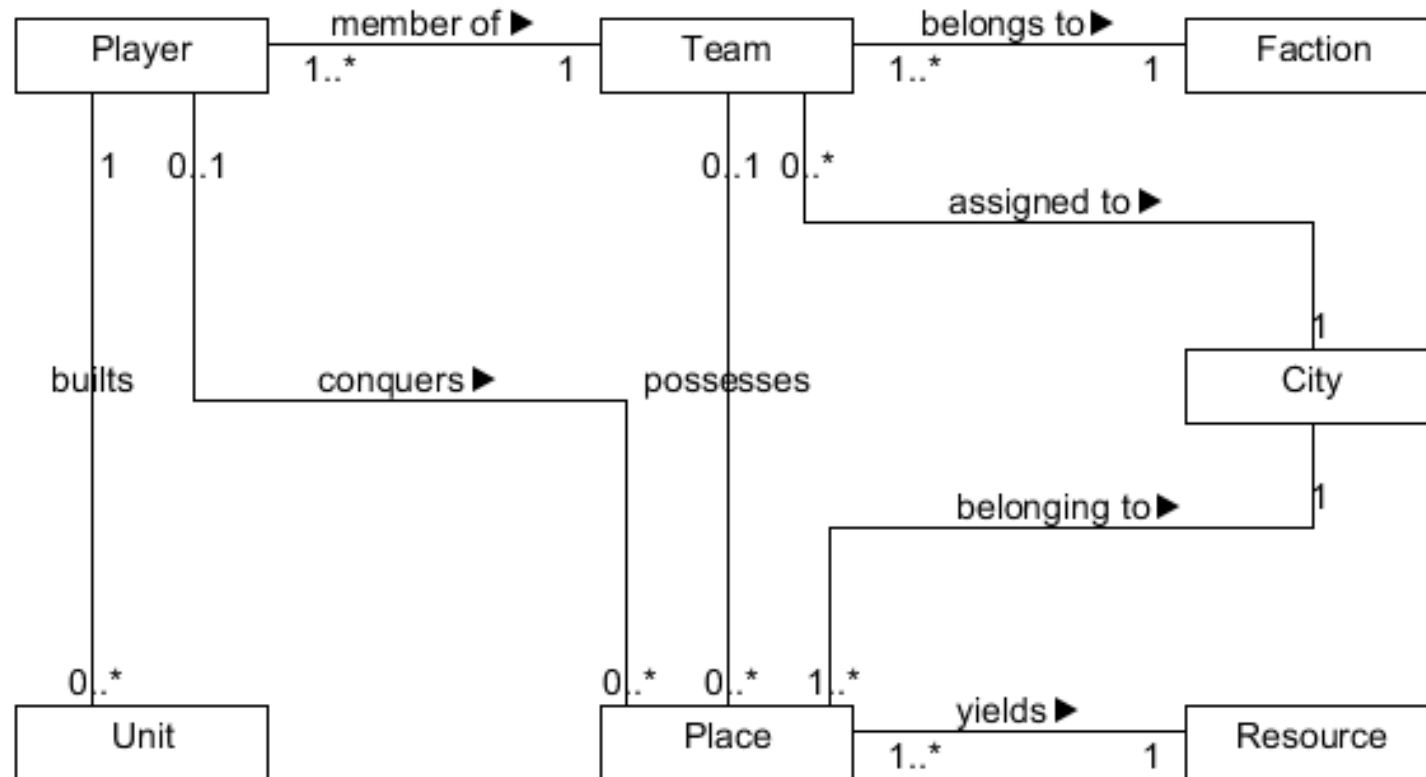 member of ▶
belongs to ▶
Player
Team
Faction
1..*
1
1..*
1
1
0..1
0..1
0..*
assigned to ▶
1
builts
conquers ▶
possesses
City
1
belonging to ▶
0..*
0..*
0..*
1..*
yields ▶
Unit
Place
Resource
1..*
1